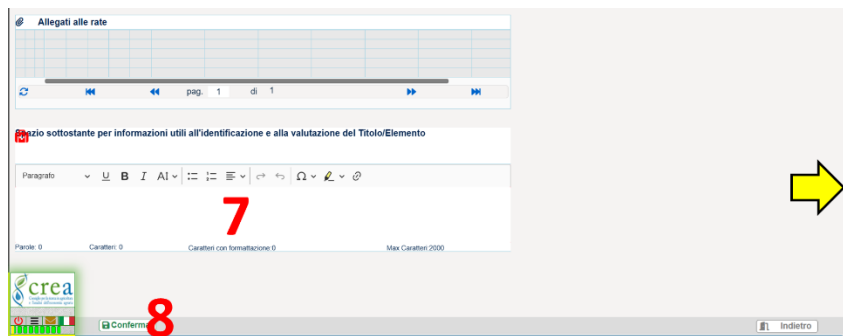 Allegati alle rate
pag. 1 di 1
Spazio sottostante per informazioni utili all'identificazione e alla valutazione del Titolo/Elemento
Paragrafo U B I AI Ω
7
Parole: 0 Caratteri: 0 Caratteri con formattazione:0 Max Caratteri:2000
crea
Conferma 8 Indietro